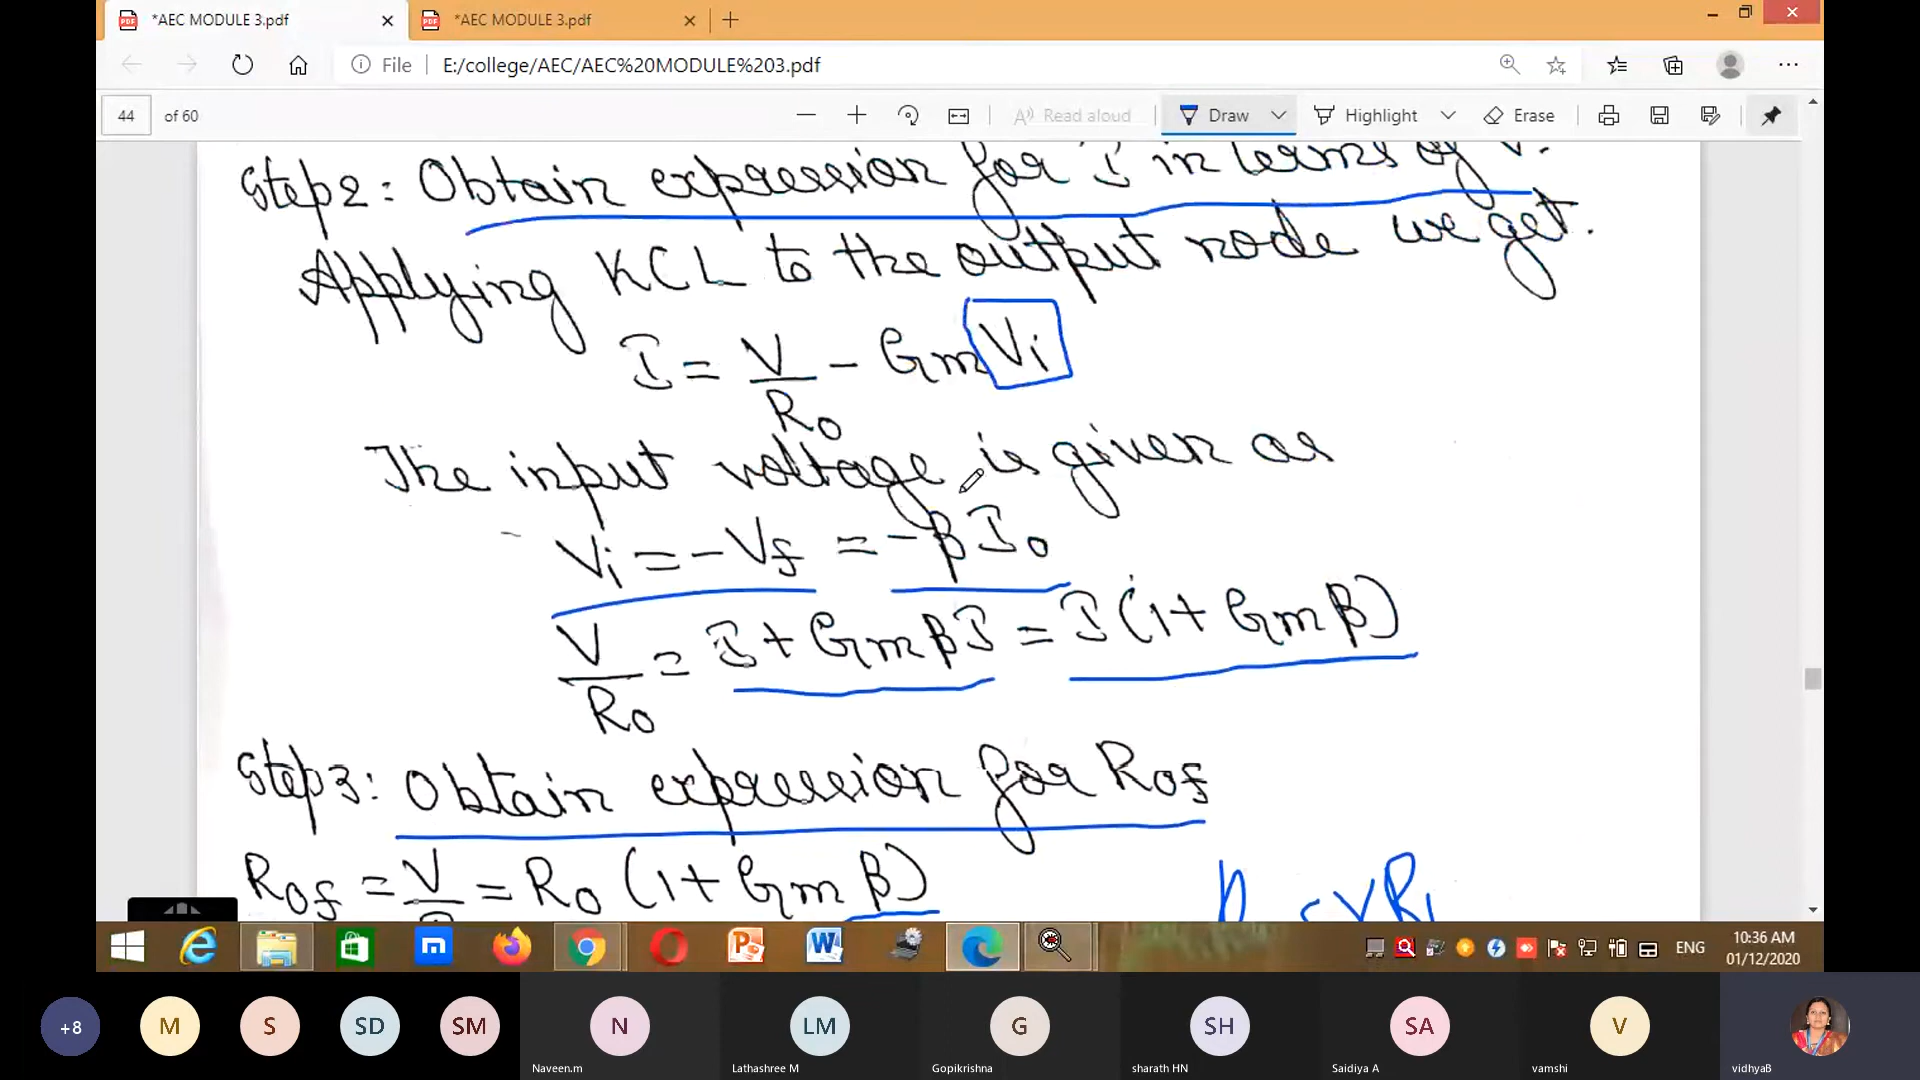 *AEC MODULE 3.pdf
*AEC MODULE 3.pdf
File | E:/college/AEC/AEC%20MODULE%203.pdf
44 of 60
Read aloud
Draw
Highlight
Erase
Step2: Obtain expression for I in terms of V.
Applying KCL to the output node we get.
I = V/Ro - Gm Vi
The input voltage is given as
Vi = -Vf = -βIo
V/Ro = I + GmβI = I(1+Gmβ)
Step3: Obtain expression for Rof
Rof = V = Ro (1+Gmβ)
ENG
10:36 AM
01/12/2020
+8
M
S
SD
SM
N
LM
G
SH
SA
V
Naveen.m
Lathashree M
Gopikrishna
sharath HN
Saidiya A
vamshi
vidhyaB